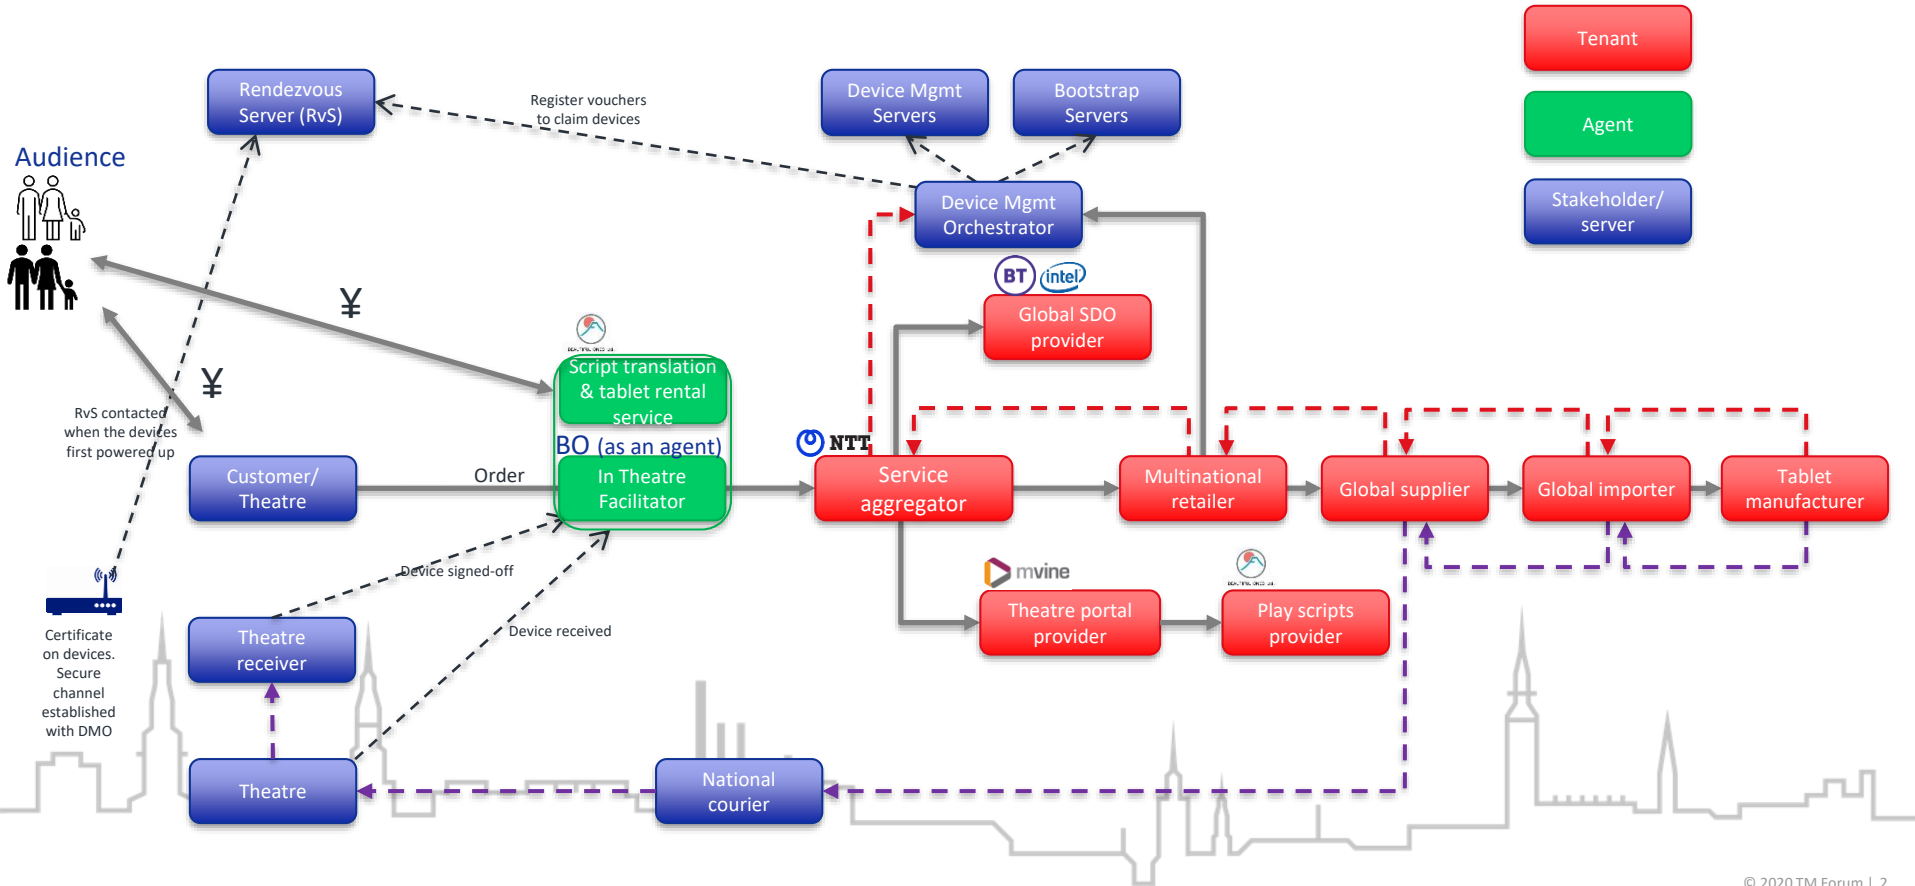 Tenant
Rendezvous
Server (RvS)
Register vouchers
to claim devices
Device Mgmt
Servers
Bootstrap
Servers
Agent
Audience
Device Mgmt
Orchestrator
Stakeholder/
server
BT
intel
¥
Global SDO
provider
BEAUTIFUL ONES Ltd.
Script translation
& tablet rental
service
¥
RvS contacted
when the devices
first powered up
BO (as an agent)
NTT
Customer/
Theatre
Order
In Theatre
Facilitator
Service
aggregator
Multinational
retailer
Global supplier
Global importer
Tablet
manufacturer
Device signed-off
mvine
Certificate
on devices.
Secure
channel
established
with DMO
Theatre
receiver
Device received
Theatre portal
provider
Play scripts
provider
Theatre
National
courier
© 2020 TM Forum | 2